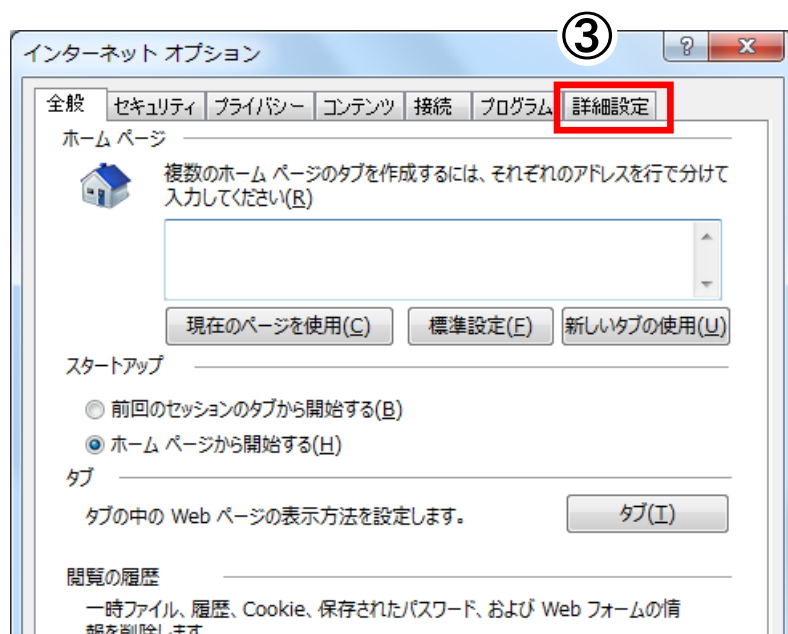 ③
インターネット オプション
全般 セキュリティ プライバシー コンテンツ 接続 プログラム 詳細設定
ホーム ページ
複数のホーム ページのタブを作成するには、それぞれのアドレスを行で分けて
入力してください(R)
現在のページを使用(C) 標準設定(F) 新しいタブの使用(U)
スタートアップ
前回のセッションのタブから開始する(B)
ホーム ページから開始する(H)
タブ
タブの中の Web ページの表示方法を設定します。 タブ(T)
閲覧の履歴
一時ファイル、履歴、Cookie、保存されたパスワード、および Web フォームの情
報を削除します